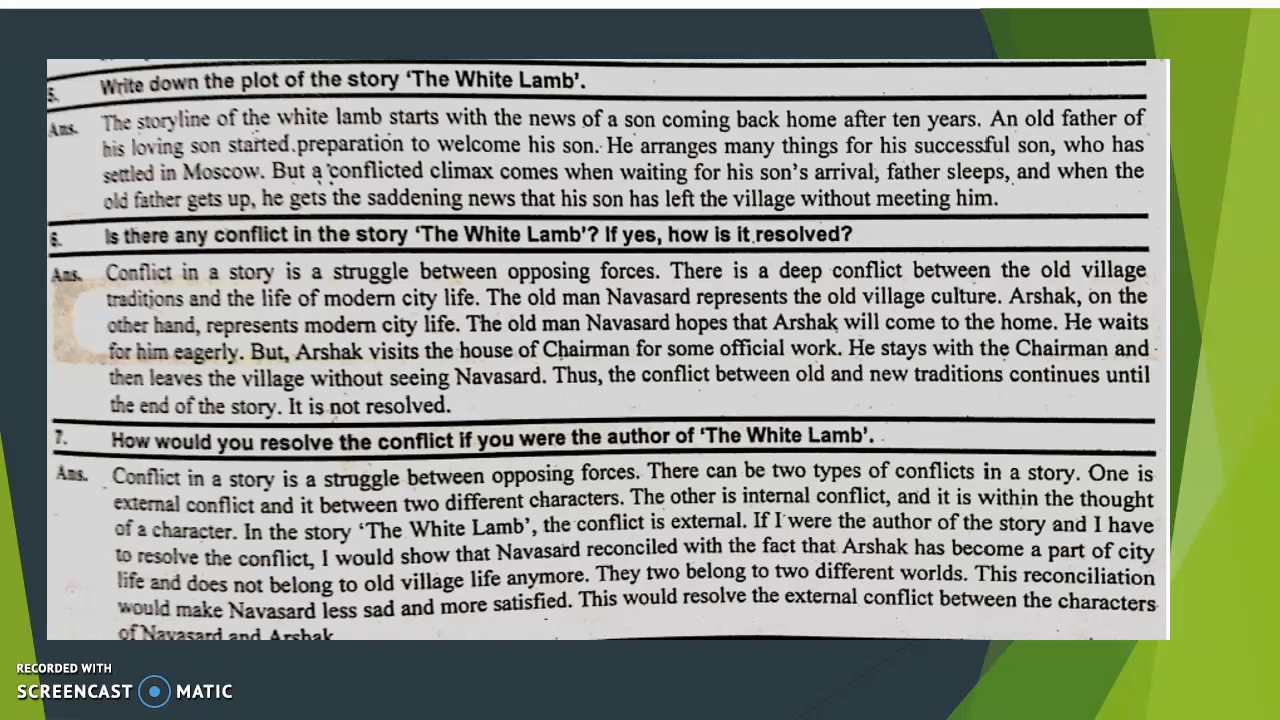 5. Write down the plot of the story 'The White Lamb'.
Ans. The storyline of the white lamb starts with the news of a son coming back home after ten years. An old father of
his loving son started preparation to welcome his son. He arranges many things for his successful son, who has
settled in Moscow. But a conflicted climax comes when waiting for his son's arrival, father sleeps, and when the
old father gets up, he gets the saddening news that his son has left the village without meeting him.
6. Is there any conflict in the story 'The White Lamb'? If yes, how is it resolved?
Ans. Conflict in a story is a struggle between opposing forces. There is a deep conflict between the old village
traditions and the life of modern city life. The old man Navasard represents the old village culture. Arshak, on the
other hand, represents modern city life. The old man Navasard hopes that Arshak will come to the home. He waits
for him eagerly. But, Arshak visits the house of Chairman for some official work. He stays with the Chairman and
then leaves the village without seeing Navasard. Thus, the conflict between old and new traditions continues until
the end of the story. It is not resolved.
7. How would you resolve the conflict if you were the author of 'The White Lamb'.
Ans. Conflict in a story is a struggle between opposing forces. There can be two types of conflicts in a story. One is
external conflict and it between two different characters. The other is internal conflict, and it is within the thought
of a character. In the story 'The White Lamb', the conflict is external. If I were the author of the story and I have
to resolve the conflict, I would show that Navasard reconciled with the fact that Arshak has become a part of city
life and does not belong to old village life anymore. They two belong to two different worlds. This reconciliation
would make Navasard less sad and more satisfied. This would resolve the external conflict between the characters
of Navasard and Arshak
RECORDED WITH
SCREENCAST MATIC